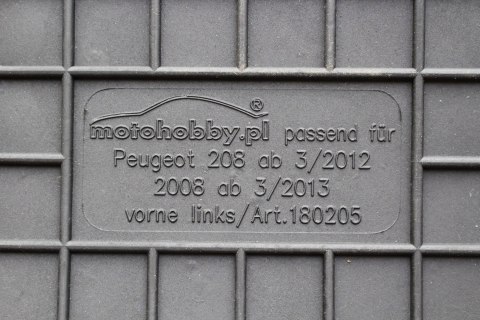 motohobby.pl® passend für
Peugeot 208 ab 3/2012
2008 ab 3/2013
vorne links/Art.180205